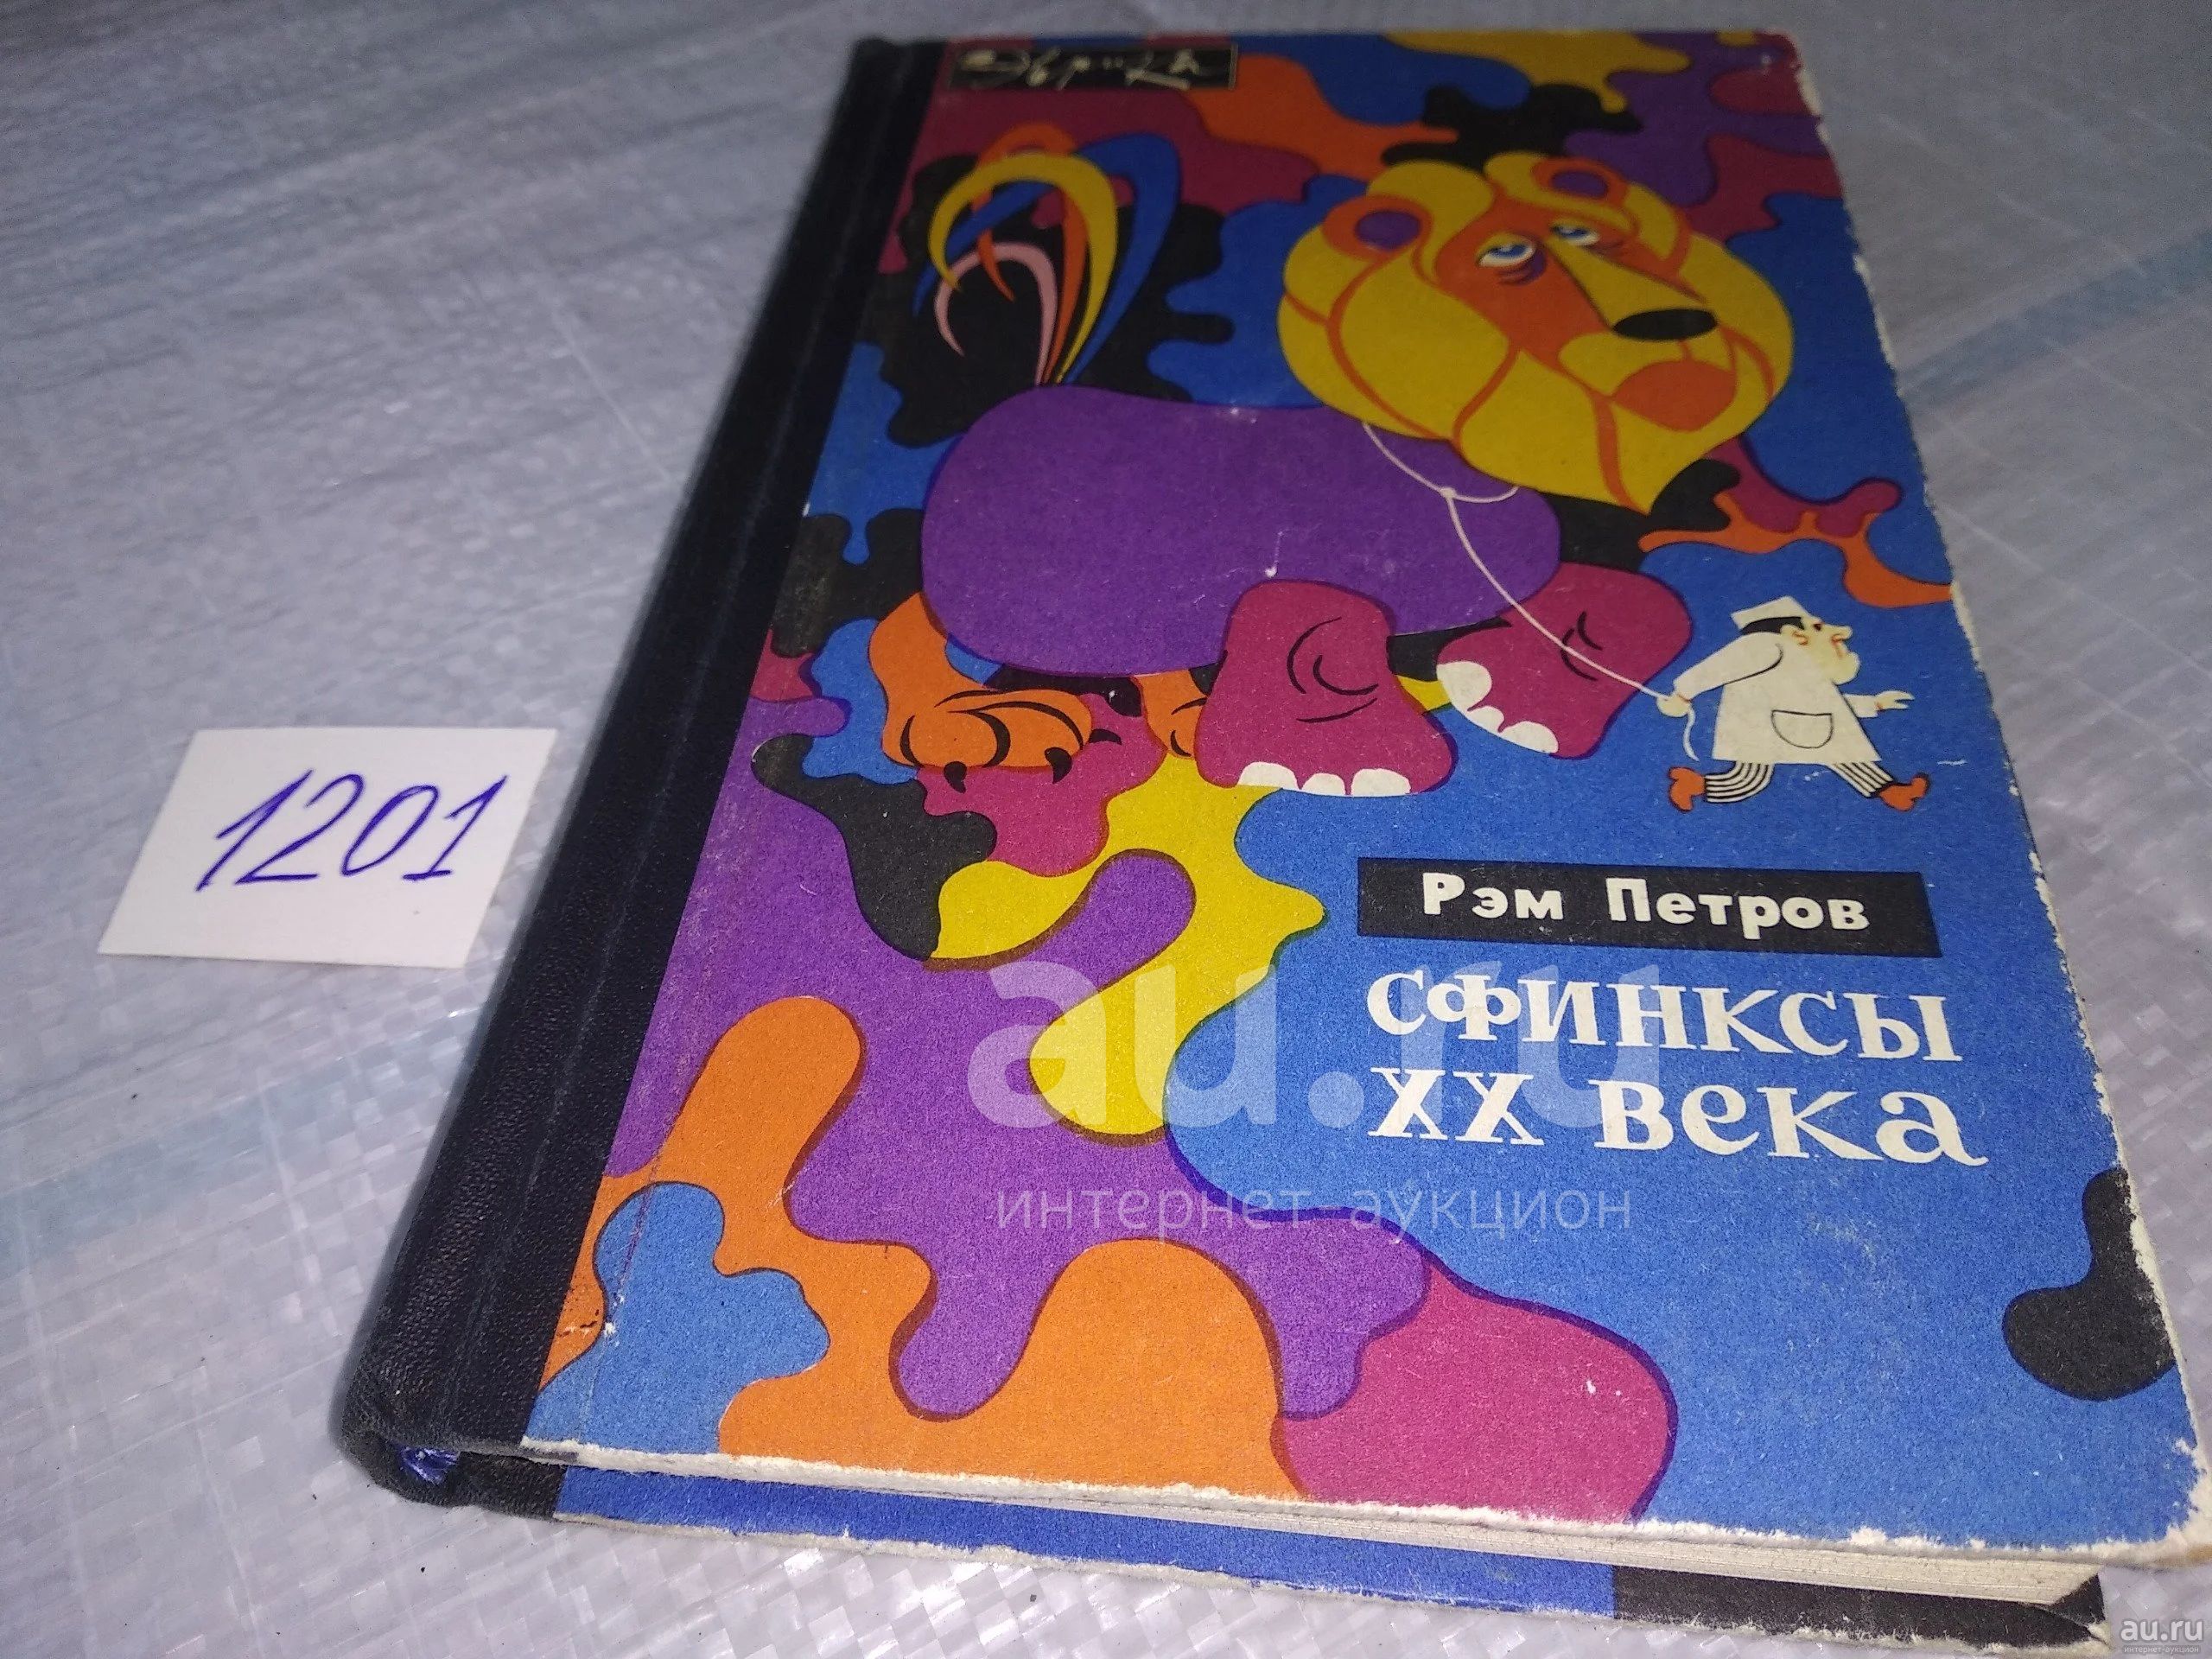 Эврика
1201
Рэм Петров
СФИНКСЫ
XX века
au.ru
интернет-аукцион
au.ru
интернет-аукцион